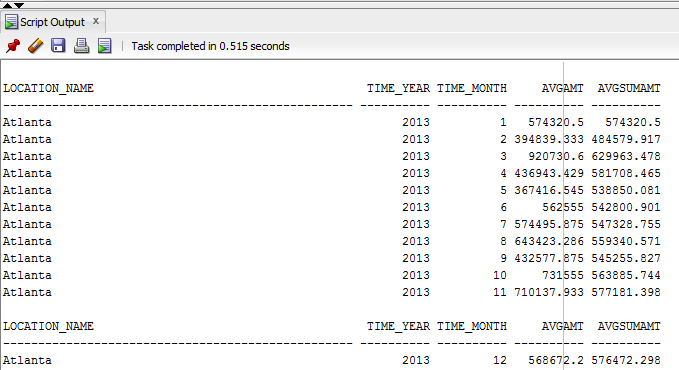 Script Output x
Task completed in 0.515 seconds
LOCATION_NAME TIME_YEAR TIME_MONTH AVGAMT AVGSUMAMT
-------------------------------------------------- ---------- ---------- ---------- ----------
Atlanta 2013 1 574320.5 574320.5
Atlanta 2013 2 394839.333 484579.917
Atlanta 2013 3 920730.6 629963.478
Atlanta 2013 4 436943.429 581708.465
Atlanta 2013 5 367416.545 538850.081
Atlanta 2013 6 562555 542800.901
Atlanta 2013 7 574495.875 547328.755
Atlanta 2013 8 643423.286 559340.571
Atlanta 2013 9 432577.875 545255.827
Atlanta 2013 10 731555 563885.744
Atlanta 2013 11 710137.933 577181.398
LOCATION_NAME TIME_YEAR TIME_MONTH AVGAMT AVGSUMAMT
-------------------------------------------------- ---------- ---------- ---------- ----------
Atlanta 2013 12 568672.2 576472.298